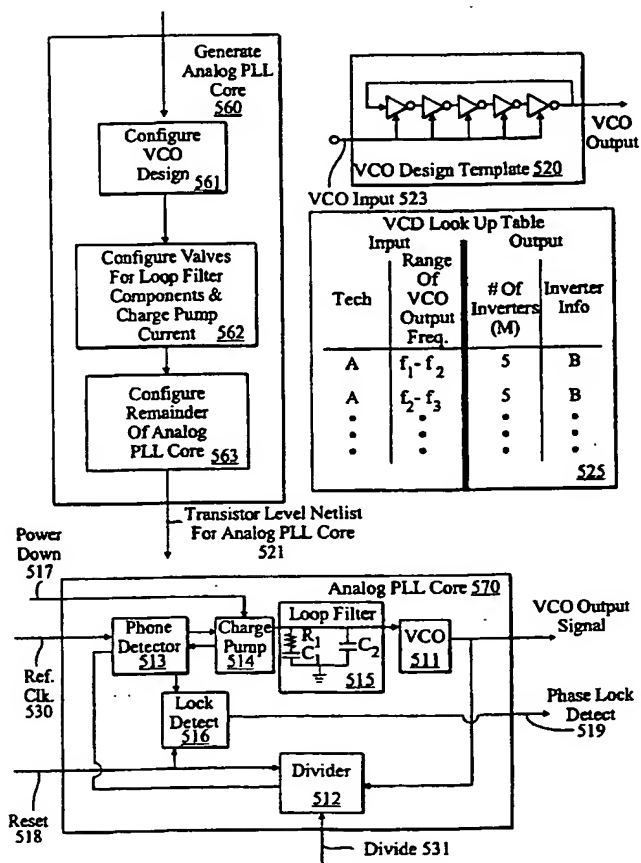 Generate
Analog PLL
Core
560
Configure
VCO
Design
561
Configure Valves
For Loop Filter
Components &
Charge Pump
Current 562
Configure
Remainder
Of Analog
PLL Core
563
Transistor Level Netlist
For Analog PLL Core
521
VCO
Output
VCO Design Template 520
VCO Input 523
VCD Look Up Table
Input Output
Tech
Range
Of
VCO
Output
Freq.
# Of
Inverters
(M)
Inverter
Info
A f1- f2 5 B
A f2- f3 5 B
525
Power
Down
517
Analog PLL Core 570
Phone
Detector
513
Charge
Pump
514
Loop Filter
R1
C1
C2
515
VCO
511
VCO Output
Signal
Ref.
Clk.
530
Lock
Detect
516
Phase Lock
Detect
519
Divider
512
Reset
518
Divide 531